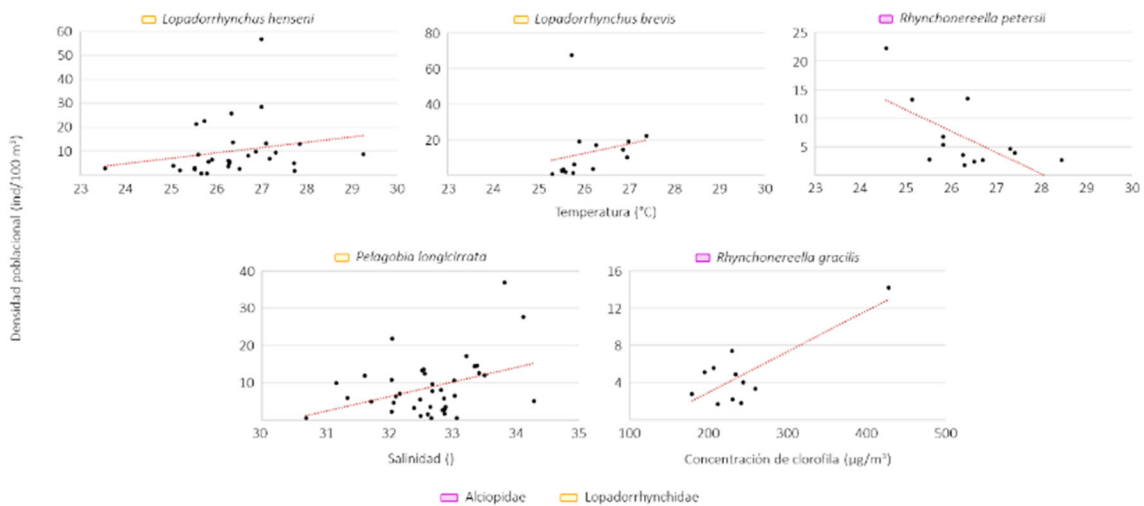 Lopadorrhynchus henseni
Lopadorrhynchus brevis
Rhynchonereella petersii
60
50
40
30
20
10
23 24 25 26 27 28 29 30
80
60
40
20
23 24 25 26 27 28 29 30
25
20
15
10
5
0
23 24 25 26 27 28 29 30
Temperatura (°C)
Densidad poblacional (ind/100 m³)
Pelagobia longicirrata
Rhynchonereella gracilis
40
30
20
10
0
30 31 32 33 34 35
Salinidad ()
16
12
8
4
0
100 200 300 400 500
Concentración de clorofila (µg/m³)
Alciopidae
Lopadorrhynchidae